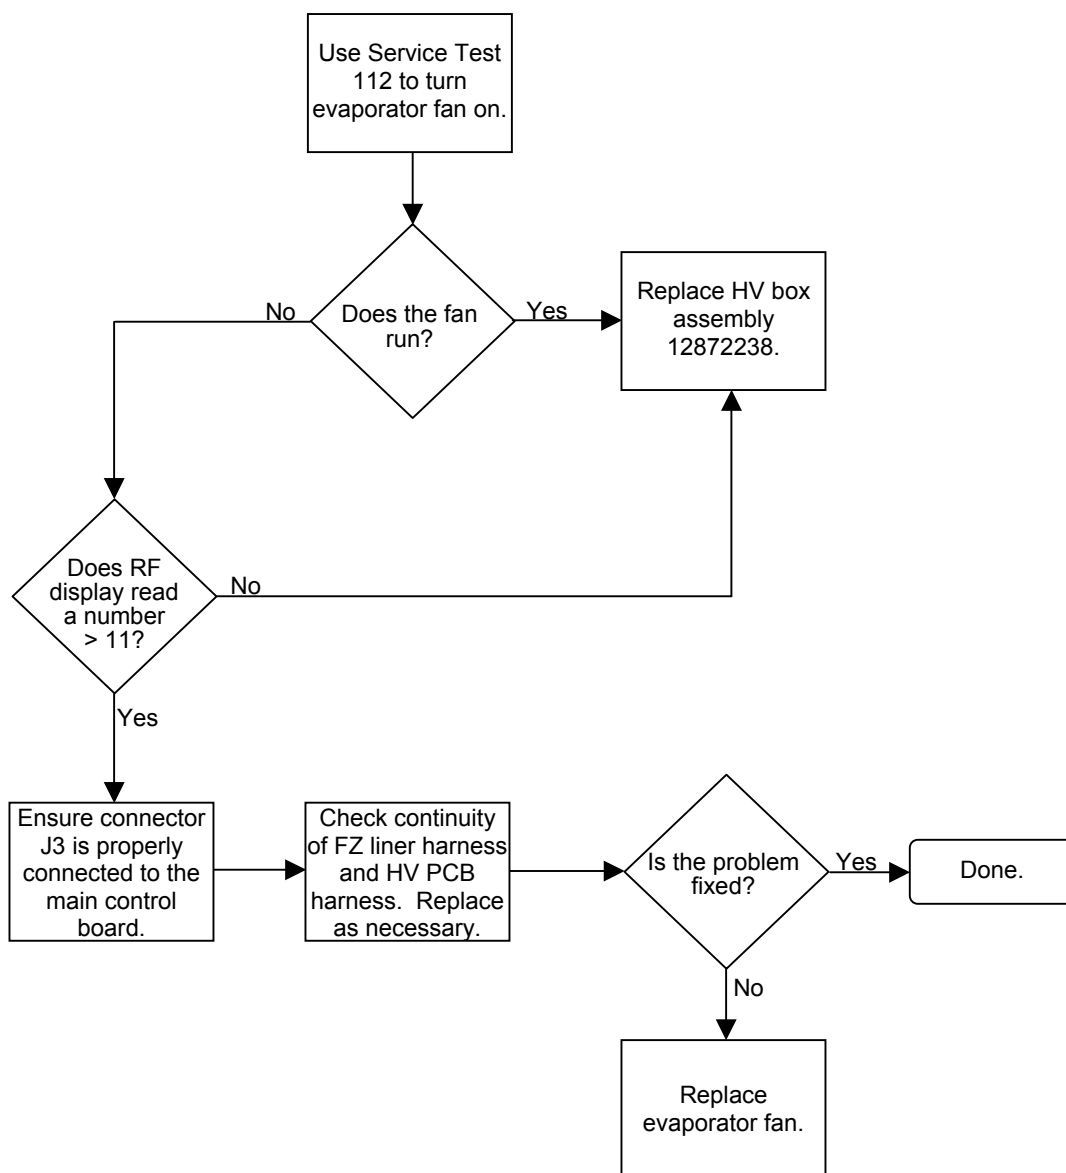 Use Service Test
112 to turn
evaporator fan on.
No
Does the fan
run?
Yes
Replace HV box
assembly
12872238.
Does RF
display read
a number
> 11?
No
Yes
Ensure connector
J3 is properly
connected to the
main control
board.
Check continuity
of FZ liner harness
and HV PCB
harness.  Replace
as necessary.
Is the problem
fixed?
Yes
Done.
No
Replace
evaporator fan.